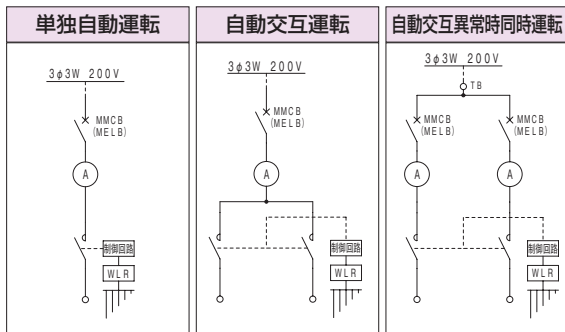 単独自動運転
3φ3W 200V
MMCB
(MELB)
A
制御回路
WLR
自動交互運転
3φ3W 200V
MMCB
(MELB)
A
制御回路
WLR
自動交互異常時同時運転
3φ3W 200V
TB
MMCB
(MELB)
MMCB
(MELB)
A
A
制御回路
WLR